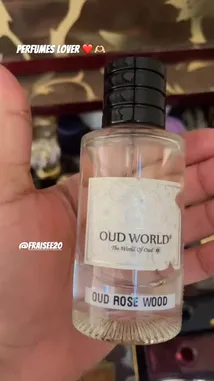 PERFUMES LOVER ❤️🫶🏻
OUD WORLD®
The World Of Oud
OUD ROSE WOOD
@FRAISEE20